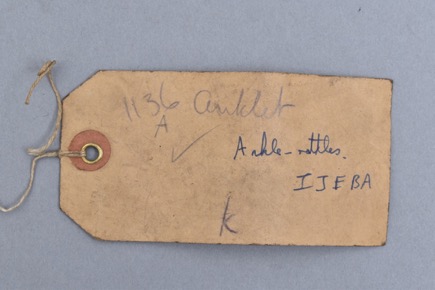 1136 Anklet
A
Ankle-rattles.
IJEBA
k